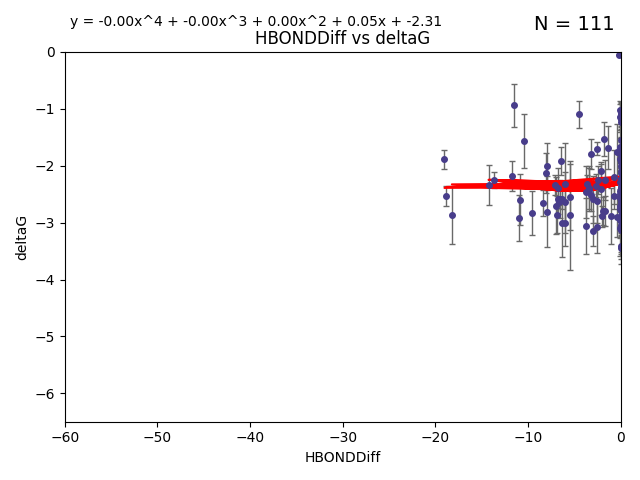 y = -0.00x^4 + -0.00x^3 + 0.00x^2 + 0.05x + -2.31
N = 111
HBONDDiff vs deltaG
0
−1
−2
−3
−4
−5
−6
deltaG
−60
−50
−40
−30
−20
−10
0
HBONDDiff